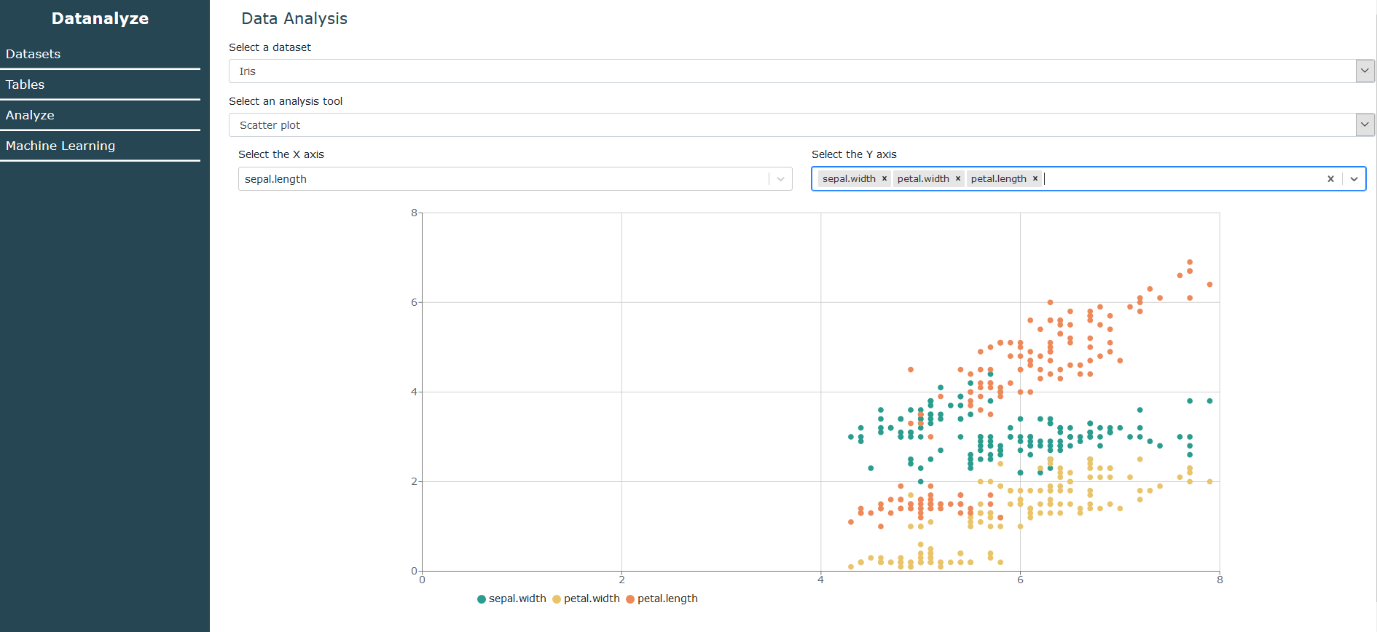 Datanalyze
Datasets
Tables
Analyze
Machine Learning
Data Analysis
Select a dataset
Iris
Select an analysis tool
Scatter plot
Select the X axis
Select the Y axis
sepal.length
sepal.width × petal.width × petal.length ×
8
6
4
2
0
0 2 4 6 8
sepal.width petal.width petal.length